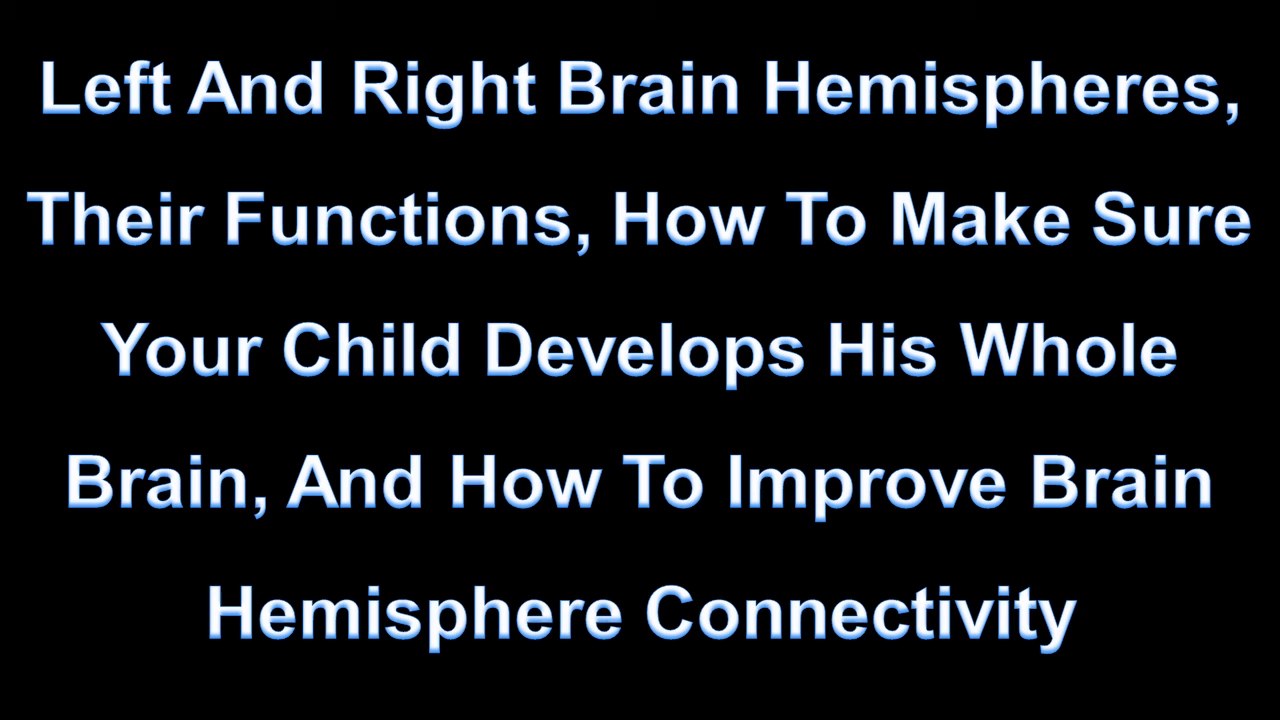 Left And Right Brain Hemispheres,
Their Functions, How To Make Sure
Your Child Develops His Whole
Brain, And How To Improve Brain
Hemisphere Connectivity